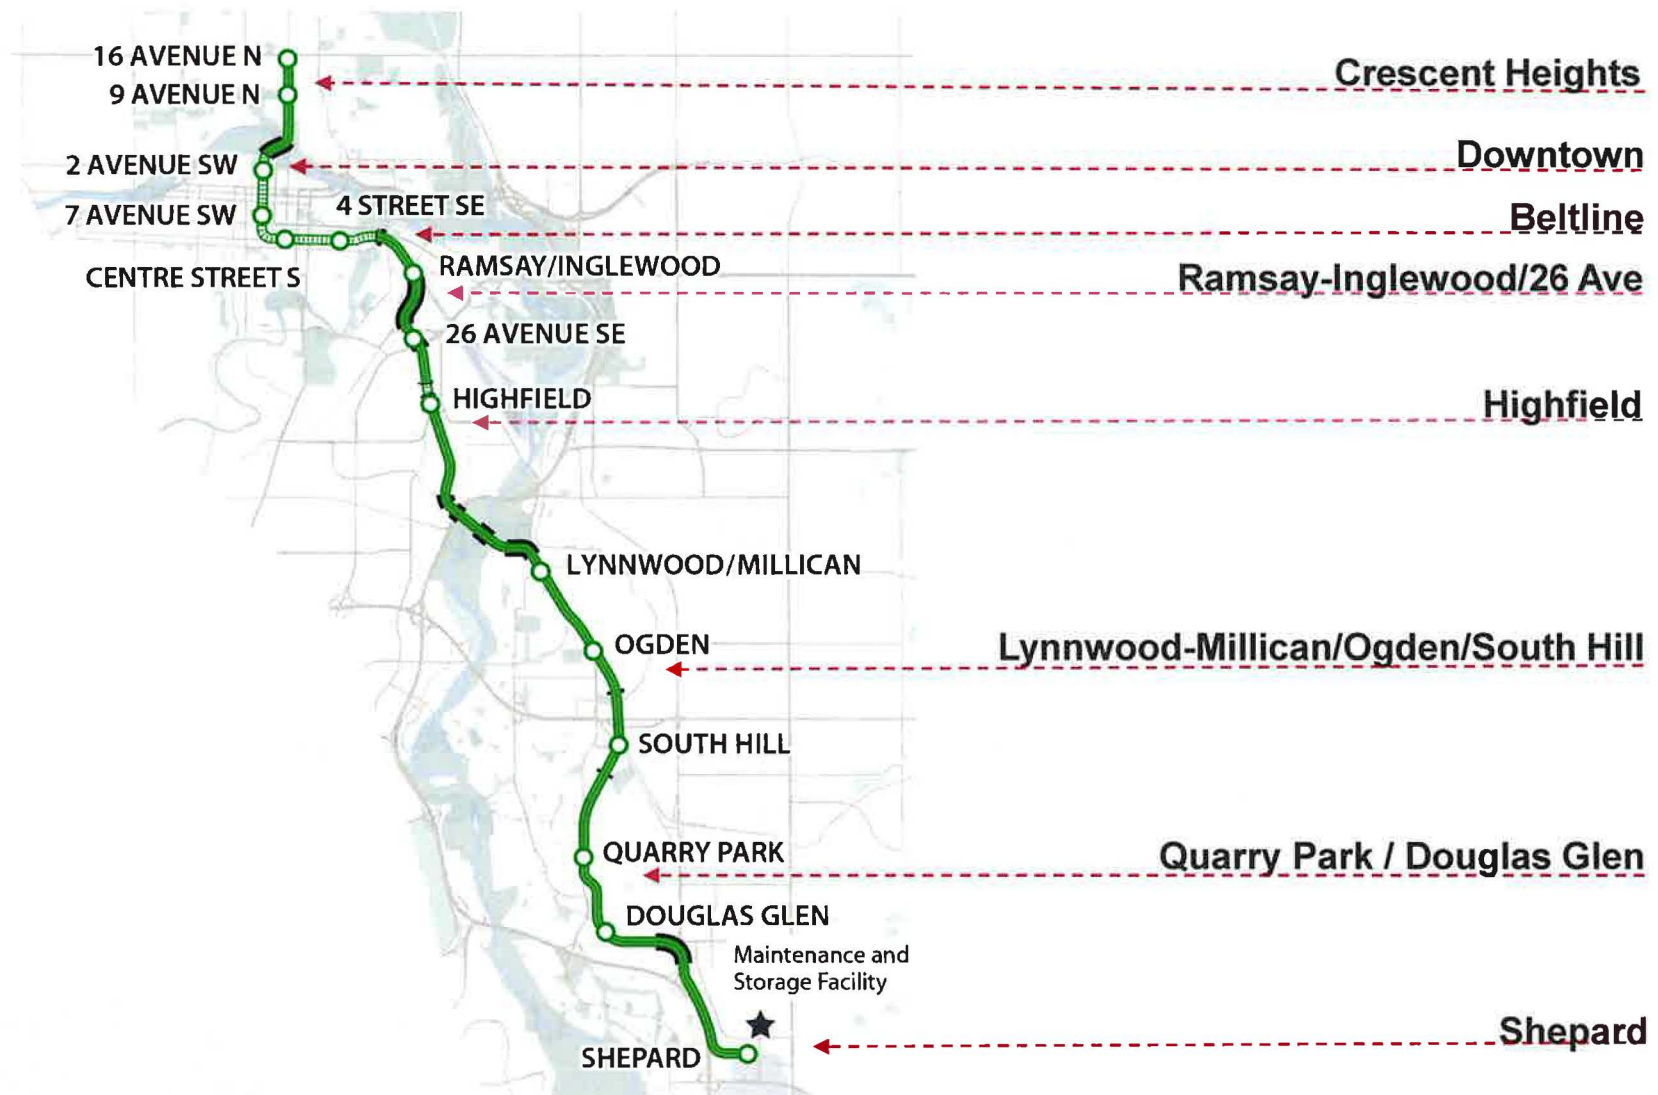 16 AVENUE N
Crescent Heights
9 AVENUE N
2 AVENUE SW
Downtown
4 STREET SE
7 AVENUE SW
Beltline
RAMSAY/INGLEWOOD
CENTRE STREET S
Ramsay-Inglewood/26 Ave
26 AVENUE SE
HIGHFIELD
Highfield
LYNNWOOD/MILLICAN
OGDEN
Lynnwood-Millican/Ogden/South Hill
SOUTH HILL
QUARRY PARK
Quarry Park / Douglas Glen
DOUGLAS GLEN
Maintenance and
Storage Facility
SHEPARD
Shepard